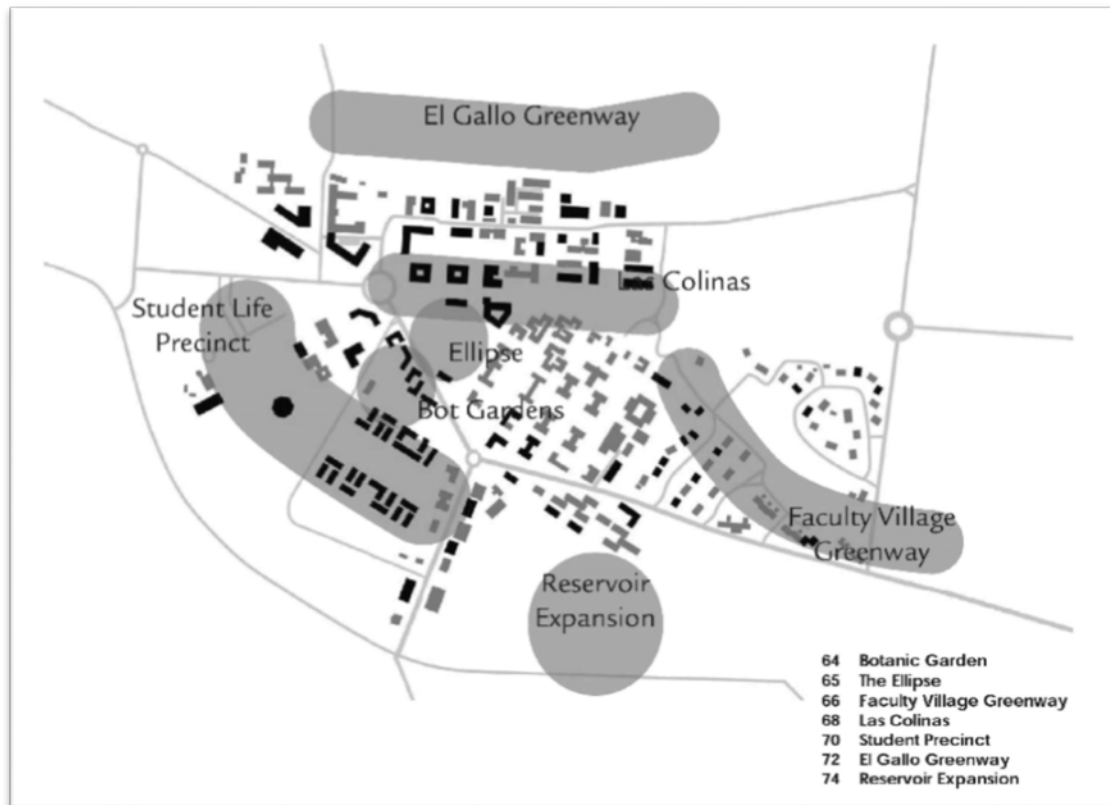 El Gallo Greenway
Las Colinas
Student Life
Precinct
Ellipse
Bot Gardens
Faculty Village
Greenway
Reservoir
Expansion
64 Botanic Garden
65 The Ellipse
66 Faculty Village Greenway
68 Las Colinas
70 Student Precinct
72 El Gallo Greenway
74 Reservoir Expansion